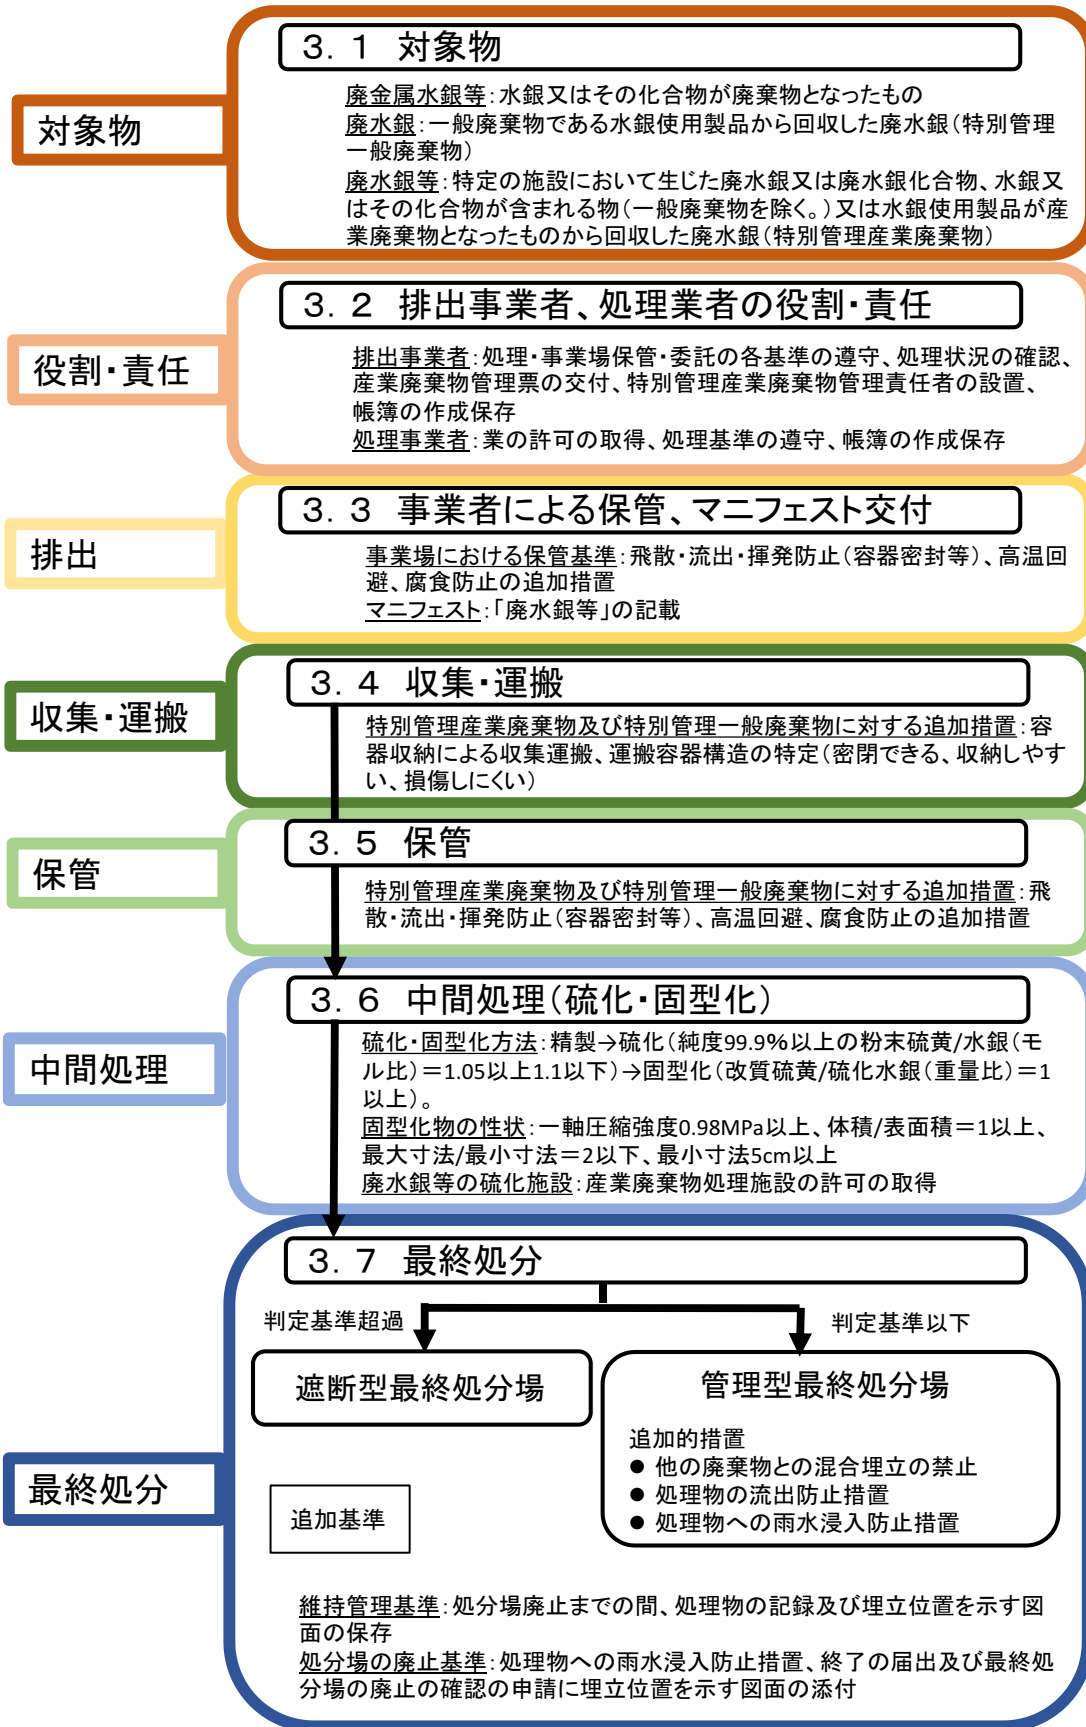 対象物
3. 1 対象物
廃金属水銀等：水銀又はその化合物が廃棄物となったもの
廃水銀：一般廃棄物である水銀使用製品から回収した廃水銀（特別管理
一般廃棄物）
廃水銀等：特定の施設において生じた廃水銀又は廃水銀化合物、水銀又
はその化合物が含まれる物（一般廃棄物を除く。）又は水銀使用製品が産
業廃棄物となったものから回収した廃水銀（特別管理産業廃棄物）
役割・責任
3. 2 排出事業者、処理業者の役割・責任
排出事業者：処理・事業場保管・委託の各基準の遵守、処理状況の確認、
産業廃棄物管理票の交付、特別管理産業廃棄物管理責任者の設置、
帳簿の作成保存
処理事業者：業の許可の取得、処理基準の遵守、帳簿の作成保存
排出
3. 3 事業者による保管、マニフェスト交付
事業場における保管基準：飛散・流出・揮発防止（容器密封等）、高温回
避、腐食防止の追加措置
マニフェスト：「廃水銀等」の記載
収集・運搬
3. 4 収集・運搬
特別管理産業廃棄物及び特別管理一般廃棄物に対する追加措置：容
器収納による収集運搬、運搬容器構造の特定（密閉できる、収納しやす
い、損傷しにくい）
保管
3. 5 保管
特別管理産業廃棄物及び特別管理一般廃棄物に対する追加措置：飛
散・流出・揮発防止（容器密封等）、高温回避、腐食防止の追加措置
中間処理
3. 6 中間処理（硫化・固型化）
硫化・固型化方法：精製→硫化（純度99.9%以上の粉末硫黄/水銀（モ
ル比）＝1.05以上1.1以下）→固型化（改質硫黄/硫化水銀（重量比）＝1
以上）。
固型化物の性状：一軸圧縮強度0.98MPa以上、体積/表面積＝1以上、
最大寸法/最小寸法＝2以下、最小寸法5cm以上
廃水銀等の硫化施設：産業廃棄物処理施設の許可の取得
最終処分
3. 7 最終処分
判定基準超過
判定基準以下
遮断型最終処分場
管理型最終処分場
追加的措置
● 他の廃棄物との混合埋立の禁止
● 処理物の流出防止措置
● 処理物への雨水浸入防止措置
追加基準
維持管理基準：処分場廃止までの間、処理物の記録及び埋立位置を示す図
面の保存
処分場の廃止基準：処理物への雨水浸入防止措置、終了の届出及び最終処
分場の廃止の確認の申請に埋立位置を示す図面の添付